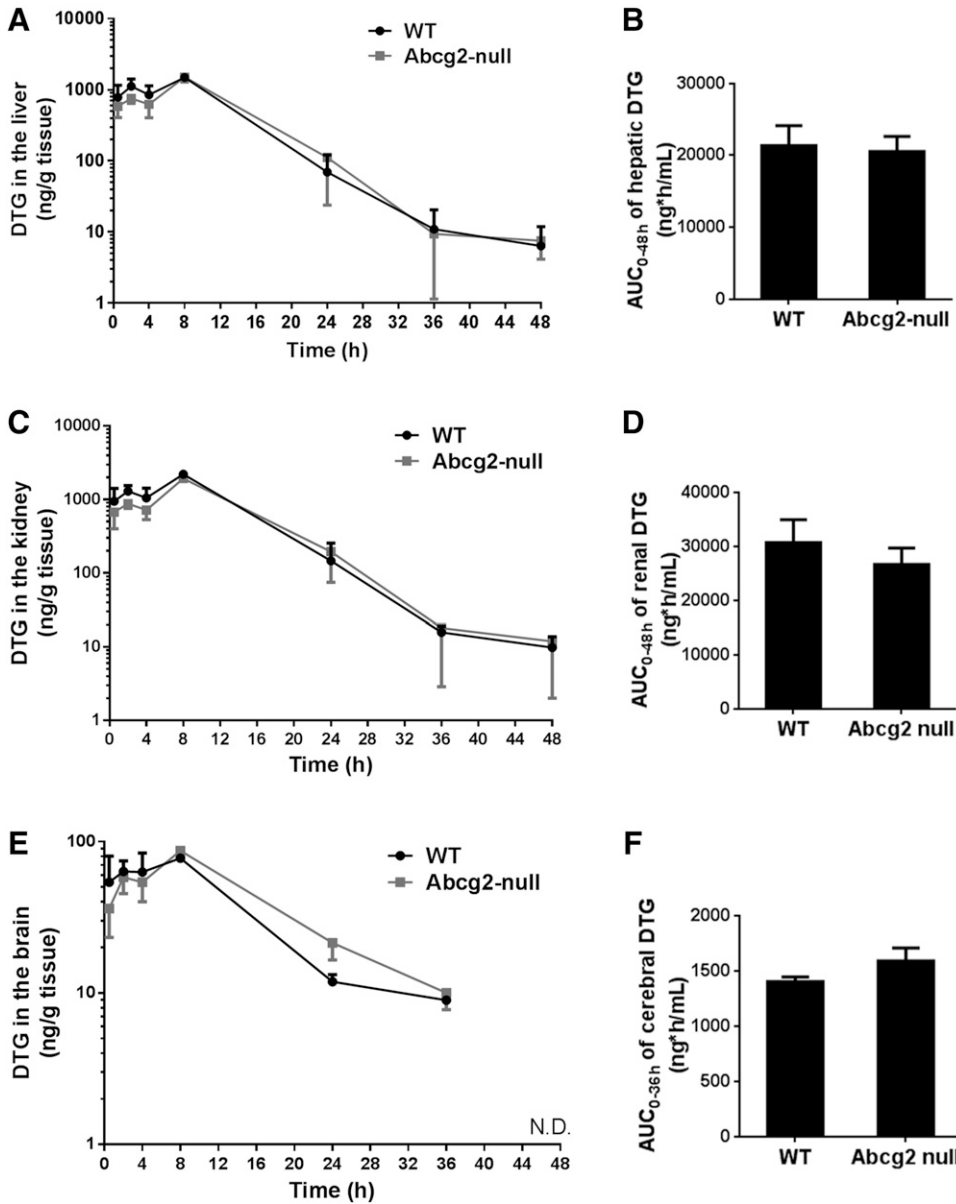 A
DTG in the liver
(ng/g tissue)
10000
1000
100
10
1
WT
Abcg2-null
0 4 8 12 16 20 24 28 32 36 40 44 48
Time (h)
B
AUC0-48h of hepatic DTG
(ng*h/mL)
30000
20000
10000
0
WT Abcg2-null
C
DTG in the kidney
(ng/g tissue)
10000
1000
100
10
1
WT
Abcg2-null
0 4 8 12 16 20 24 28 32 36 40 44 48
Time (h)
D
AUC0-48h of renal DTG
(ng*h/mL)
40000
30000
20000
10000
0
WT Abcg2 null
E
DTG in the brain
(ng/g tissue)
100
10
1
WT
Abcg2-null
N.D.
0 4 8 12 16 20 24 28 32 36 40 44 48
Time (h)
F
AUC0-36h of cerebral DTG
(ng*h/mL)
2000
1500
1000
500
0
WT Abcg2 null